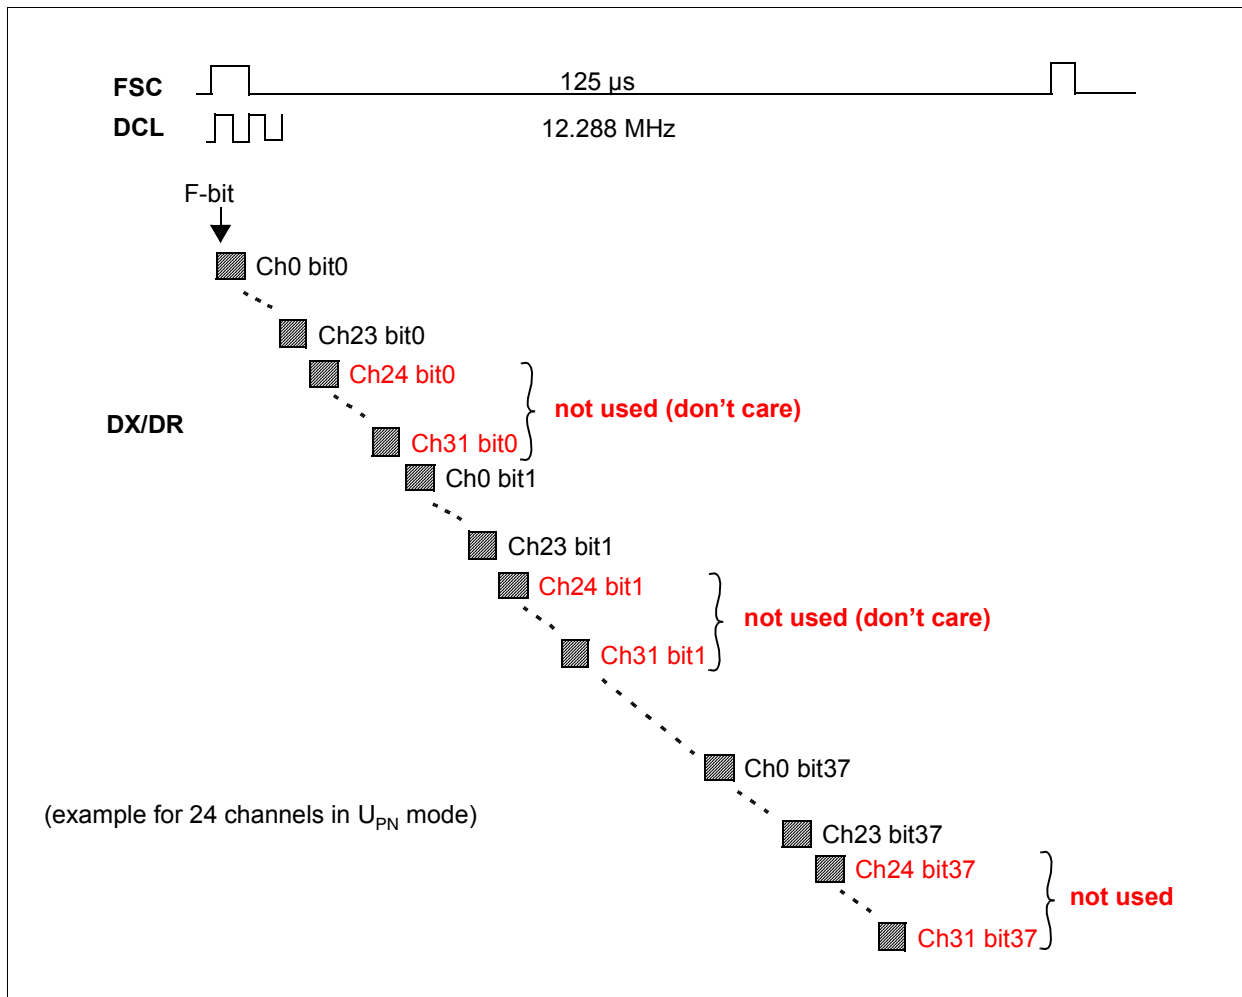 FSC 125 µs
DCL 12.288 MHz
F-bit
Ch0 bit0
Ch23 bit0
Ch24 bit0
not used (don't care)
DX/DR
Ch31 bit0
Ch0 bit1
Ch23 bit1
Ch24 bit1
not used (don't care)
Ch31 bit1
Ch0 bit37
(example for 24 channels in UPN mode)
Ch23 bit37
Ch24 bit37
not used
Ch31 bit37